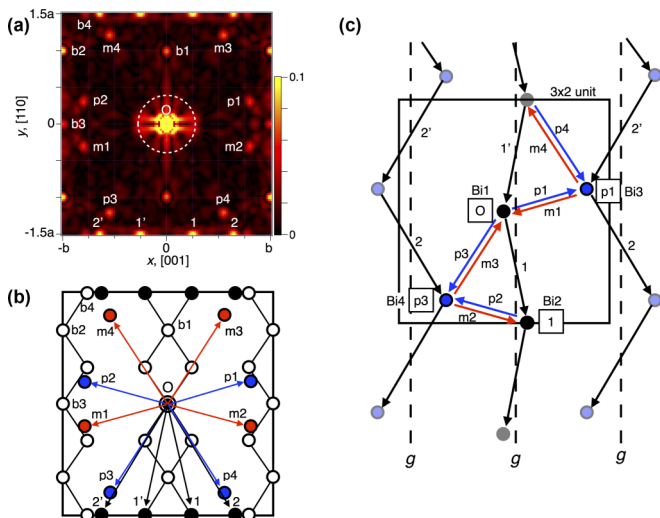 (a)
1.5a
b4
m4
m3
b2
b1
p2
O
p1
b3
0
m1
m2
p3
p4
2'
1'
1
2
-1.5a
-b
0
b
x, [001]
y, [110]
0.1
0
(b)
b4
m4
m3
b2
b1
p2
O
p1
b3
m1
m2
p3
p4
2'
1'
1
2
(c)
3x2 unit
2'
1'
p4
m4
2'
Bi1
p1
p1
Bi3
O
m1
2
p3
m3
1
2
Bi4
p3
p2
Bi2
m2
1
g
g
g